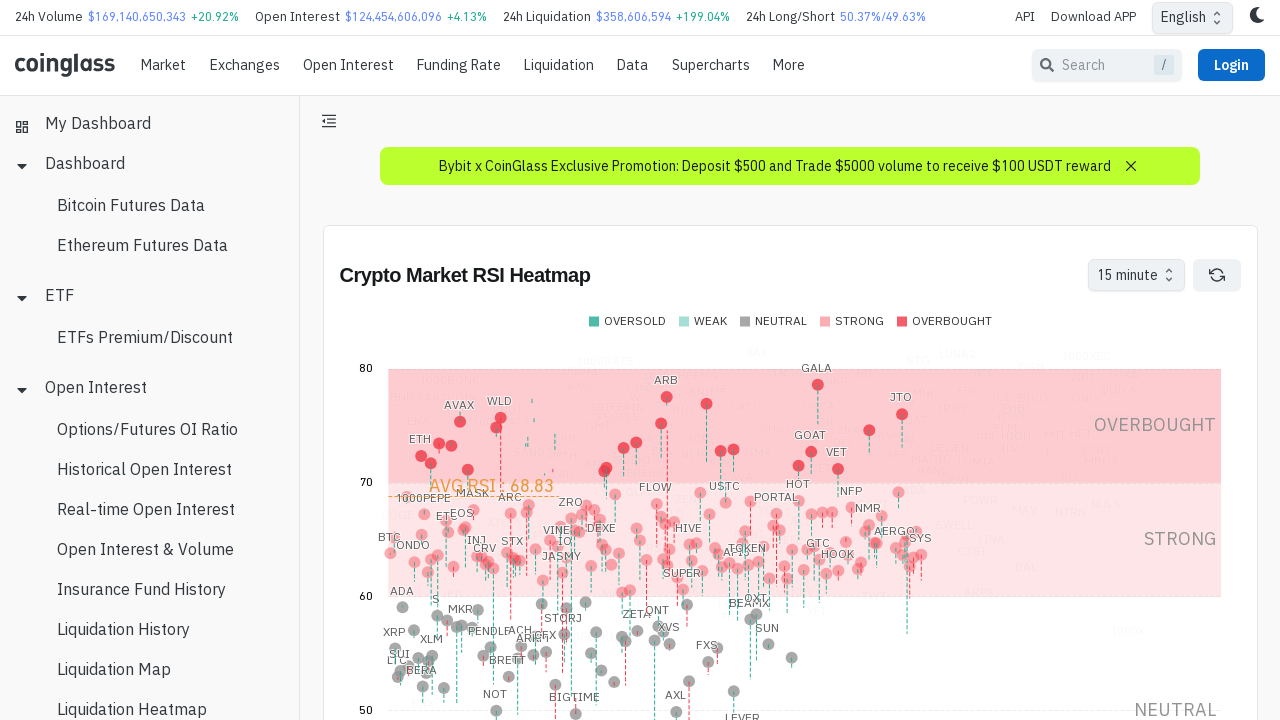 24h Volume $169,140,650,343 +20.92% Open Interest $124,454,606,096 +4.13% 24h Liquidation $358,606,594 +199.04% 24h Long/Short 50.37%/49.63% API Download APP English
coinglass Market Exchanges Open Interest Funding Rate Liquidation Data Supercharts More Search / Login
My Dashboard
Dashboard
Bitcoin Futures Data
Ethereum Futures Data
ETF
ETFs Premium/Discount
Open Interest
Options/Futures OI Ratio
Historical Open Interest
Real-time Open Interest
Open Interest & Volume
Insurance Fund History
Liquidation History
Liquidation Map
Liquidation Heatmap
Bybit x CoinGlass Exclusive Promotion: Deposit $500 and Trade $5000 volume to receive $100 USDT reward
Crypto Market RSI Heatmap 15 minute
OVERSOLD WEAK NEUTRAL STRONG OVERBOUGHT
80
GALA
ARB
AVAX WLD JTO
OVERBOUGHT
ETH GOAT
VET
70
AVG RSI : 68.83
HOT
FLOW USTC
NFP
MASK
1000PEPE ARC PORTAL
ZRO NMR
EOS
VINE DEXE HIVE AERGO
BTC SYS
INJ STX IO
ONDO CRV GTC
TOKEN
STRONG
JASMY HOOK
SUPER
60
ADA
S OXT
BEAMX
MKR ONT
ZETA
STORJ
XRP PENDLE ACH XVS SUN
XLM CFX
FXS
SUI
BRETT
BERA
NOT BIGTIME AXL
50
NEUTRAL
LEVER